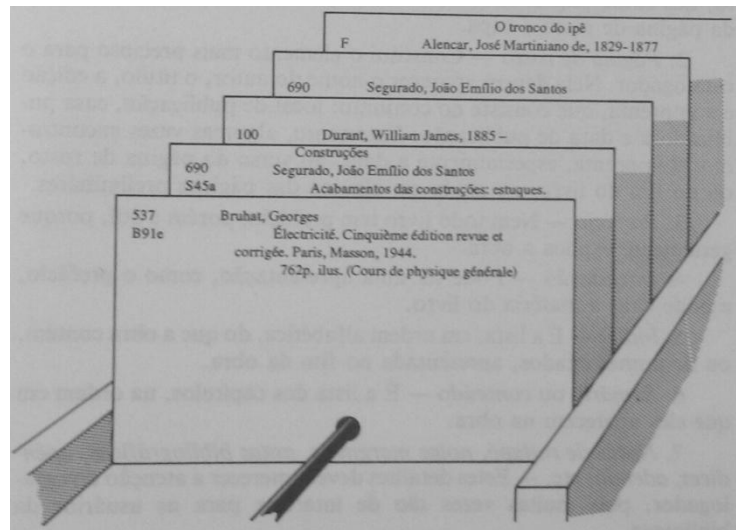 O tronco do ipê
F Alencar, José Martiniano de, 1829-1877
690 Segurado, João Emílio dos Santos
100 Durant, William James, 1885 –
Construções
690 Segurado, João Emílio dos Santos
S45a Acabamentos das construções: estuques.
537 Bruhat, Georges
B91e Électricité. Cinquième édition revue et
corrigée. Paris, Masson, 1944.
762p. ilus. (Cours de physique générale)